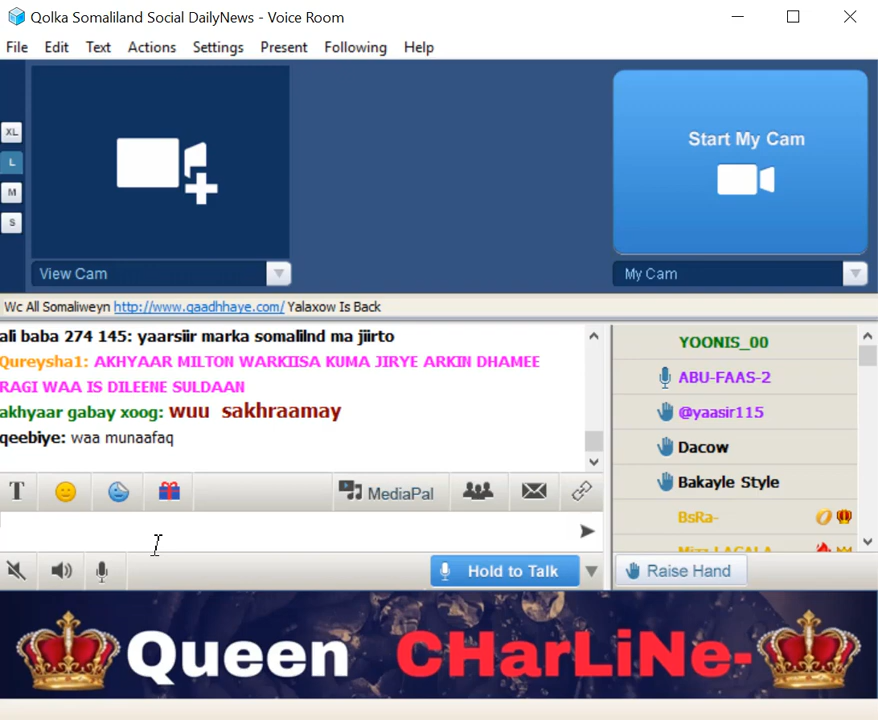 Qolka Somaliland Social DailyNews - Voice Room
File Edit Text Actions Settings Present Following Help
XL
L
M
S
Start My Cam
View Cam
My Cam
Wc All Somaliweyn http://www.qaadhhaye.com/ Yalaxow Is Back
ali baba 274 145: yaarsiir marka somalilnd ma jiirto
Qureysha1: AKHYAAR MILTON WARKIISA KUMA JIRYE ARKIN DHAMEE
RAGI WAA IS DILEENE SULDAAN
akhyaar gabay xoog: wuu sakhraamay
qeebiye: waa munaafaq
YOONIS_00
ABU-FAAS-2
@yaasir115
Dacow
Bakayle Style
BsRa-
T
MediaPal
Hold to Talk
Raise Hand
Queen CHarLiNe-